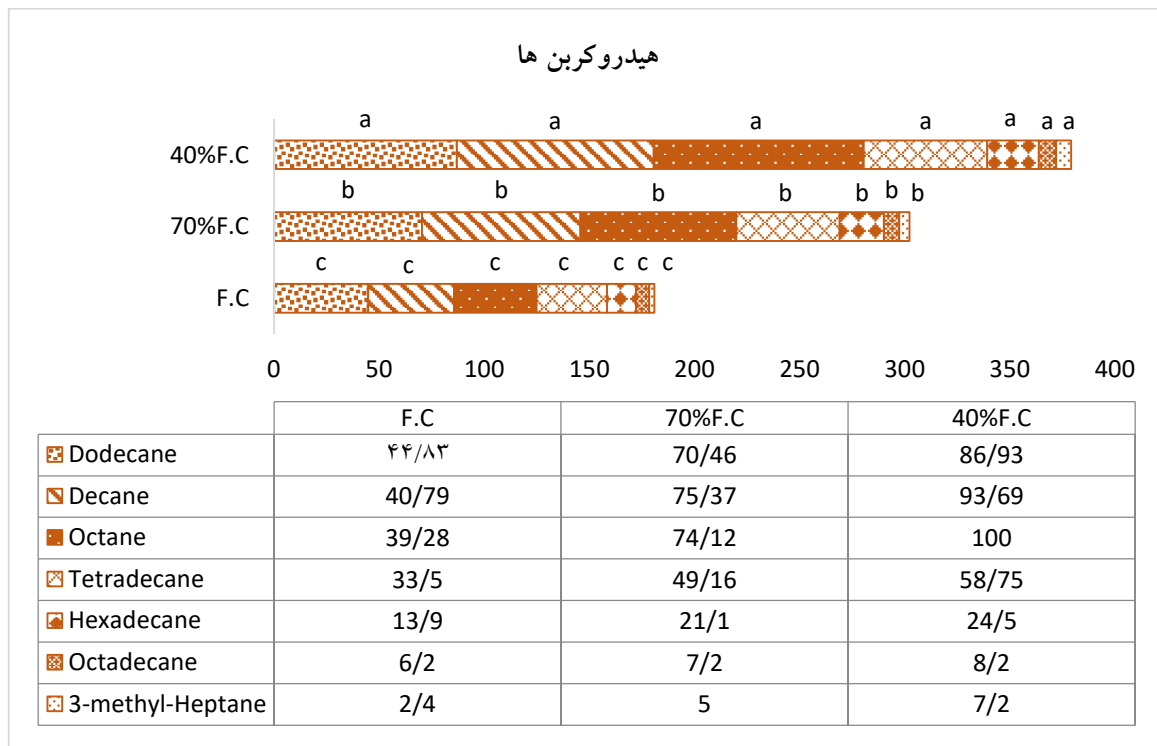 هیدروکربن ها
a a a a a a a
40%F.C
b b b b b b b
70%F.C
c c c c c c c
F.C
0 50 100 150 200 250 300 350 400
F.C 70%F.C 40%F.C
Dodecane ۴۴/۸۳ 70/46 86/93
Decane 40/79 75/37 93/69
Octane 39/28 74/12 100
Tetradecane 33/5 49/16 58/75
Hexadecane 13/9 21/1 24/5
Octadecane 6/2 7/2 8/2
3-methyl-Heptane 2/4 5 7/2